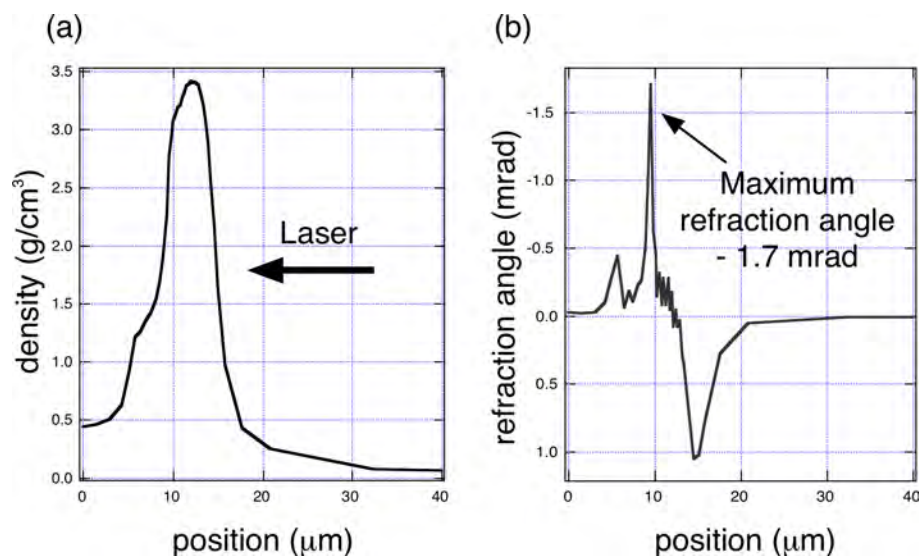 (a)
3.5
3.0
2.5
2.0
1.5
1.0
0.5
0.0
density (g/cm³)
Laser
0 10 20 30 40
position (μm)
(b)
-1.5
-1.0
-0.5
0.0
0.5
1.0
refraction angle (mrad)
Maximum
refraction angle
- 1.7 mrad
0 10 20 30 40
position (μm)